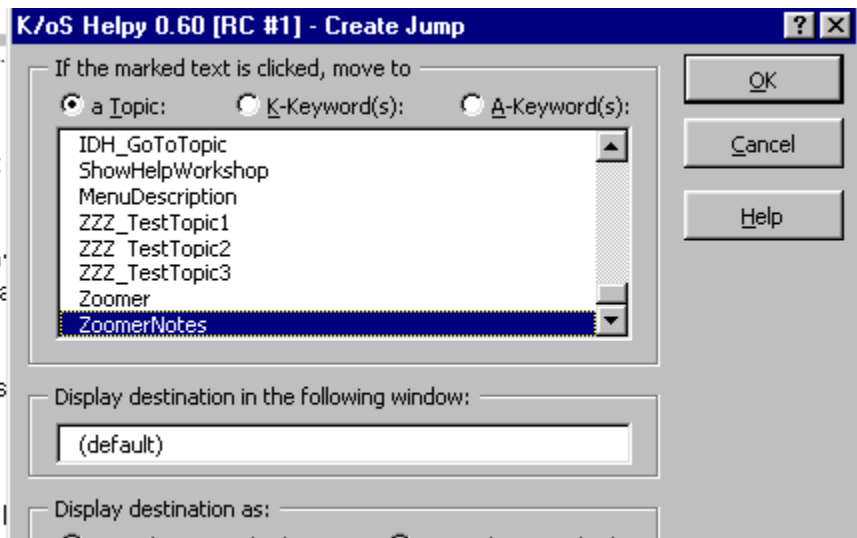 K/oS Helpy 0.60 [RC #1] - Create Jump
If the marked text is clicked, move to
a Topic: K-Keyword(s): A-Keyword(s):
IDH_GoToTopic
ShowHelpWorkshop
MenuDescription
ZZZ_TestTopic1
ZZZ_TestTopic2
ZZZ_TestTopic3
Zoomer
ZoomerNotes
OK
Cancel
Help
Display destination in the following window:
(default)
Display destination as: